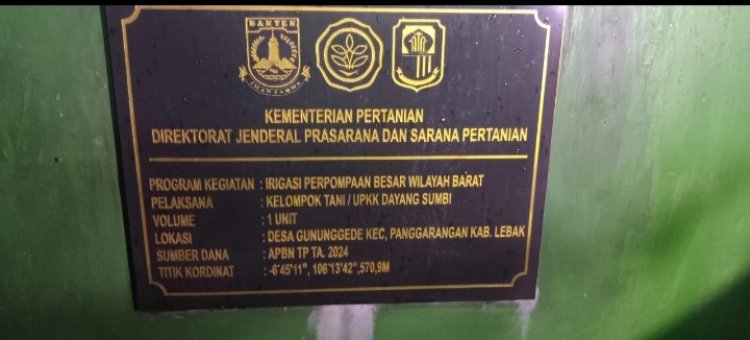 BANTEN
IMAN TAQWA
KEMENTERIAN PERTANIAN
DIREKTORAT JENDERAL PRASARANA DAN SARANA PERTANIAN
PROGRAM KEGIATAN : IRIGASI PERPOMPAAN BESAR WILAYAH BARAT
PELAKSANA : KELOMPOK TANI / UPKK DAYANG SUMBI
VOLUME : 1 UNIT
LOKASI : DESA GUNUNGGEDE KEC, PANGGARANGAN KAB. LEBAK
SUMBER DANA : APBN TP TA. 2024
TITIK KORDINAT : -6°45'11", 106°13'42",570,9M